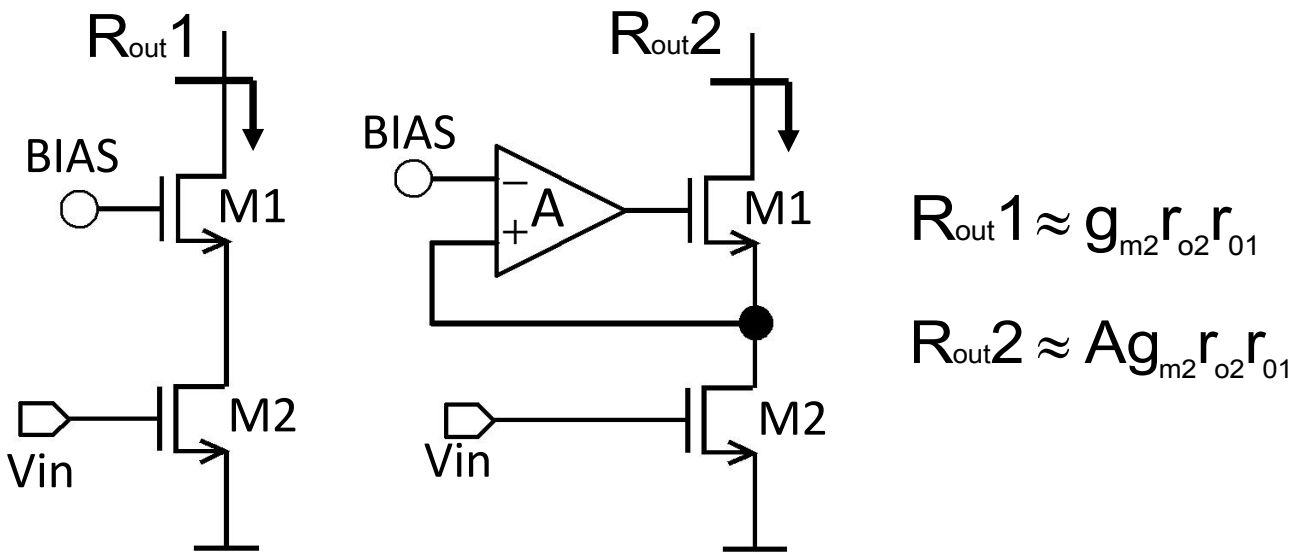 Rout1
BIAS
M1
M2
Vin
Rout2
BIAS
−
A
+
M1
M2
Vin
Rout1 ≈ gm2ro2r01
Rout2 ≈ Agm2ro2r01